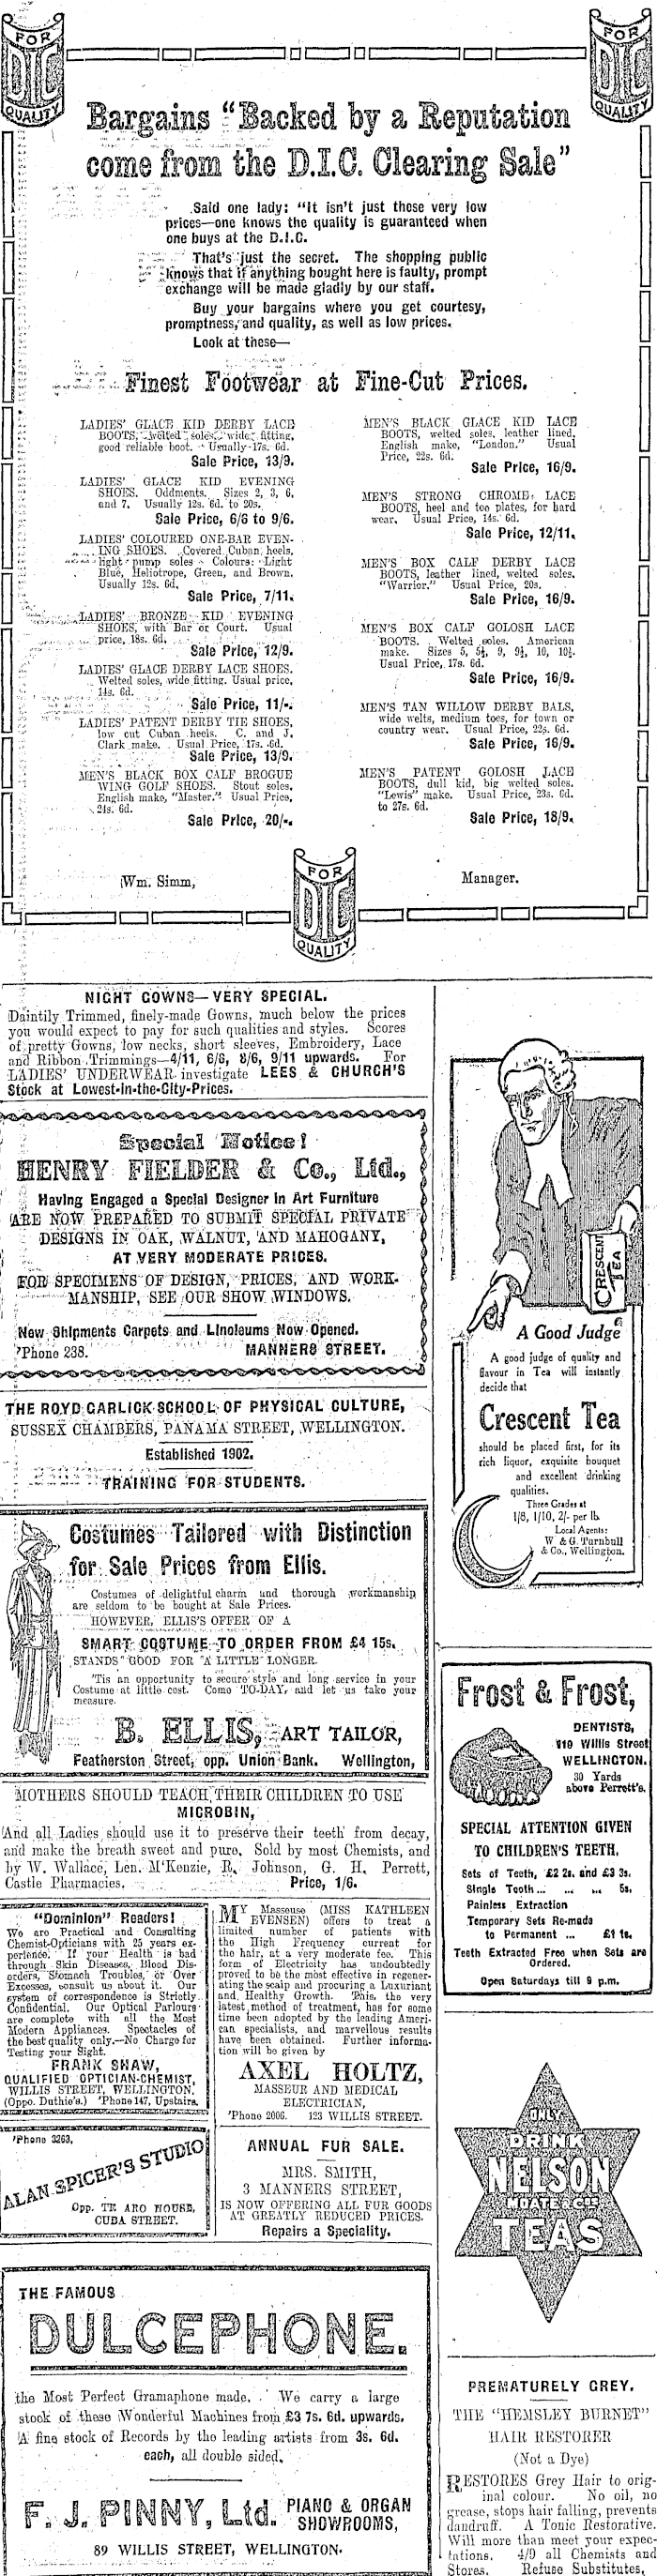 FOR
DIC
QUALITY
FOR
DIC
QUALITY
Bargains "Backed by a Reputation
come from the D.I.C. Clearing Sale"
Said one lady: "It isn't just these very low
prices—one knows the quality is guaranteed when
one buys at the D.I.C.
That's just the secret. The shopping public
knows that if anything bought here is faulty, prompt
exchange will be made gladly by our staff.
Buy your bargains where you get courtesy,
promptness, and quality, as well as low prices.
Look at these—
Finest Footwear at Fine-Cut Prices.
LADIES' GLACE KID DERBY LACE
BOOTS, welted soles, wide fitting,
good reliable boot. Usually 17s. 6d.
Sale Price, 13/9.
LADIES' GLACE KID EVENING
SHOES. Oddments. Sizes 2, 3, 6,
and 7. Usually 12s. 6d. to 20s.
Sale Price, 6/6 to 9/6.
LADIES' COLOURED ONE-BAR EVEN-
ING SHOES. Covered Cuban heels,
light pump soles. Colours: Light
Blue, Heliotrope, Green, and Brown.
Usually 12s. 6d.
Sale Price, 7/11.
LADIES' BRONZE KID EVENING
SHOES, with Bar or Court. Usual
price, 18s. 6d.
Sale Price, 12/9.
LADIES' GLACE DERBY LACE SHOES.
Welted soles, wide fitting. Usual price,
14s. 6d.
Sale Price, 11/-.
LADIES' PATENT DERBY TIE SHOES,
low cut Cuban heels. C. and J.
Clark make. Usual Price, 17s. 6d.
Sale Price, 13/9.
MEN'S BLACK BOX CALF BROGUE
WING GOLF SHOES. Stout soles,
English make, "Master." Usual Price,
24s. 6d.
Sale Price, 20/-.
MEN'S BLACK GLACE KID LACE
BOOTS, welted soles, leather lined,
English make, "London." Usual
Price, 22s. 6d.
Sale Price, 16/9.
MEN'S STRONG CHROME LACE
BOOTS, heel and toe plates, for hard
wear. Usual Price, 14s. 6d.
Sale Price, 12/11.
MEN'S BOX CALF DERBY LACE
BOOTS, leather lined, welted soles.
"Warrior." Usual Price, 20s.
Sale Price, 16/9.
MEN'S BOX CALF GOLOSH LACE
BOOTS. Welted soles. American
make. Sizes 5, 5½, 9, 9½, 10, 10½.
Usual Price, 17s. 6d.
Sale Price, 16/9.
MEN'S TAN WILLOW DERBY BALS.
wide welts, medium toes, for town or
country wear. Usual Price, 22s. 6d.
Sale Price, 16/9.
MEN'S PATENT GOLOSH LACE
BOOTS, dull kid, big welted soles.
"Lewis" make. Usual Price, 23s. 6d.
to 27s. 6d.
Sale Price, 18/9.
Wm. Simm, Manager.
FOR
DIC
QUALITY
NIGHT GOWNS—VERY SPECIAL.
Daintily Trimmed, finely-made Gowns, much below the prices
you would expect to pay for such qualities and styles. Scores
of pretty Gowns, low necks, short sleeves, Embroidery, Lace
and Ribbon Trimmings—4/11, 6/6, 8/6, 9/11 upwards. For
LADIES' UNDERWEAR investigate LEES & CHURCH'S
Stock at Lowest-in-the-City-Prices.
Special Notice!
HENRY FIELDER & Co., Ltd.,
Having Engaged a Special Designer in Art Furniture
ARE NOW PREPARED TO SUBMIT SPECIAL PRIVATE
DESIGNS IN OAK, WALNUT, AND MAHOGANY,
AT VERY MODERATE PRICES.
FOR SPECIMENS OF DESIGN, PRICES, AND WORK-
MANSHIP, SEE OUR SHOW WINDOWS.
New Shipments Carpets and Linoleums Now Opened.
'Phone 238. MANNERS STREET.
THE ROYD GARLICK SCHOOL OF PHYSICAL CULTURE,
SUSSEX CHAMBERS, PANAMA STREET, WELLINGTON.
Established 1902.
TRAINING FOR STUDENTS.
Costumes Tailored with Distinction
for Sale Prices from Ellis.
Costumes of delightful charm and thorough workmanship
are seldom to be bought at Sale Prices.
HOWEVER, ELLIS'S OFFER OF A
SMART COSTUME TO ORDER FROM £4 15s.
STANDS GOOD FOR A LITTLE LONGER.
'Tis an opportunity to secure style and long service in your
Costume at little cost. Come TO-DAY, and let us take your
measure.
B. ELLIS, ART TAILOR,
Featherston Street, opp. Union Bank. Wellington,
MOTHERS SHOULD TEACH THEIR CHILDREN TO USE
MICROBIN,
And all Ladies should use it to preserve their teeth from decay,
and make the breath sweet and pure. Sold by most Chemists, and
by W. Wallace, Len. M'Kenzie, R. Johnson, G. H. Perrett,
Castle Pharmacies. Price, 1/6.
"Dominion" Readers!
We are Practical and Consulting
Chemist-Opticians with 25 years ex-
perience. If your Health is bad
through Skin Diseases, Blood Dis-
orders, Stomach Troubles, or Over
Excesses, consult us about it. Our
system of correspondence is Strictly
Confidential. Our Optical Parlours
are complete with all the Most
Modern Appliances. Spectacles of
the best quality only.—No Charge for
Testing your Sight.
FRANK SHAW,
QUALIFIED OPTICIAN-CHEMIST,
WILLIS STREET, WELLINGTON.
(Oppo. Duthie's.) 'Phone 147, Upstairs.
'Phone 3263,
ALAN SPICER'S STUDIO
Opp. TE ARO HOUSE,
CUBA STREET.
MY Masseuse (MISS KATHLEEN
EVENSEN) offers to treat a
limited number of patients with
the High Frequency current for
the hair, at a very moderate fee. This
form of Electricity has undoubtedly
proved to be the most effective in regener-
ating the scalp and procuring a Luxuriant
and Healthy Growth. This, the very
latest method of treatment, has for some
time been adopted by the leading Ameri-
can specialists, and marvellous results
have been obtained. Further informa-
tion will be given by
AXEL HOLTZ,
MASSEUR AND MEDICAL
ELECTRICIAN,
'Phone 2006. 123 WILLIS STREET.
ANNUAL FUR SALE.
MRS. SMITH,
3 MANNERS STREET,
IS NOW OFFERING ALL FUR GOODS
AT GREATLY REDUCED PRICES.
Repairs a Speciality.
THE FAMOUS
DULCEPHONE.
the Most Perfect Gramaphone made. We carry a large
stock of these Wonderful Machines from £3 7s. 6d. upwards.
A fine stock of Records by the leading artists from 3s. 6d.
each, all double sided.
F. J. PINNY, Ltd. PIANO & ORGAN
SHOWROOMS,
89 WILLIS STREET, WELLINGTON.
CRESCENT
TEA
A Good Judge
A good judge of quality and
flavour in Tea will instantly
decide that
Crescent Tea
should be placed first, for its
rich liquor, exquisite bouquet
and excellent drinking
qualities.
Three Grades at
1/8, 1/10, 2/- per lb.
Local Agents:
W & G. Turnbull
& Co., Wellington.
Frost & Frost,
DENTISTS,
119 Willis Street
WELLINGTON.
30 Yards
above Perrett's.
SPECIAL ATTENTION GIVEN
TO CHILDREN'S TEETH.
Sets of Teeth, £2 2s. and £3 3s.
Single Tooth ... ... ... 5s.
Painless Extraction
Temporary Sets Re-made
to Permanent ... £1 1s.
Teeth Extracted Free when Sets are
Ordered.
Open Saturdays till 9 p.m.
ONLY
DRINK
NELSON
MOATE & Cos
TEAS
PREMATURELY GREY.
THE "HEMSLEY BURNET"
HAIR RESTORER
(Not a Dye)
RESTORES Grey Hair to orig-
inal colour. No oil, no
grease, stops hair falling, prevents
dandruff. A Tonic Restorative.
Will more than meet your expec-
tations. 4/9 all Chemists and
Stores. Refuse Substitutes,